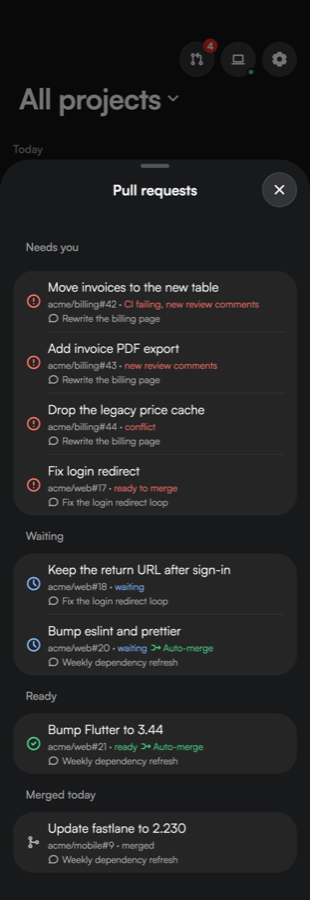 4
All projects
Today
Pull requests
Needs you
Move invoices to the new table
acme/billing#42 · CI failing, new review comments
Rewrite the billing page
Add invoice PDF export
acme/billing#43 · new review comments
Rewrite the billing page
Drop the legacy price cache
acme/billing#44 · conflict
Rewrite the billing page
Fix login redirect
acme/web#17 · ready to merge
Fix the login redirect loop
Waiting
Keep the return URL after sign-in
acme/web#18 · waiting
Fix the login redirect loop
Bump eslint and prettier
acme/web#20 · waiting Auto-merge
Weekly dependency refresh
Ready
Bump Flutter to 3.44
acme/web#21 · ready Auto-merge
Weekly dependency refresh
Merged today
Update fastlane to 2.230
acme/mobile#9 · merged
Weekly dependency refresh